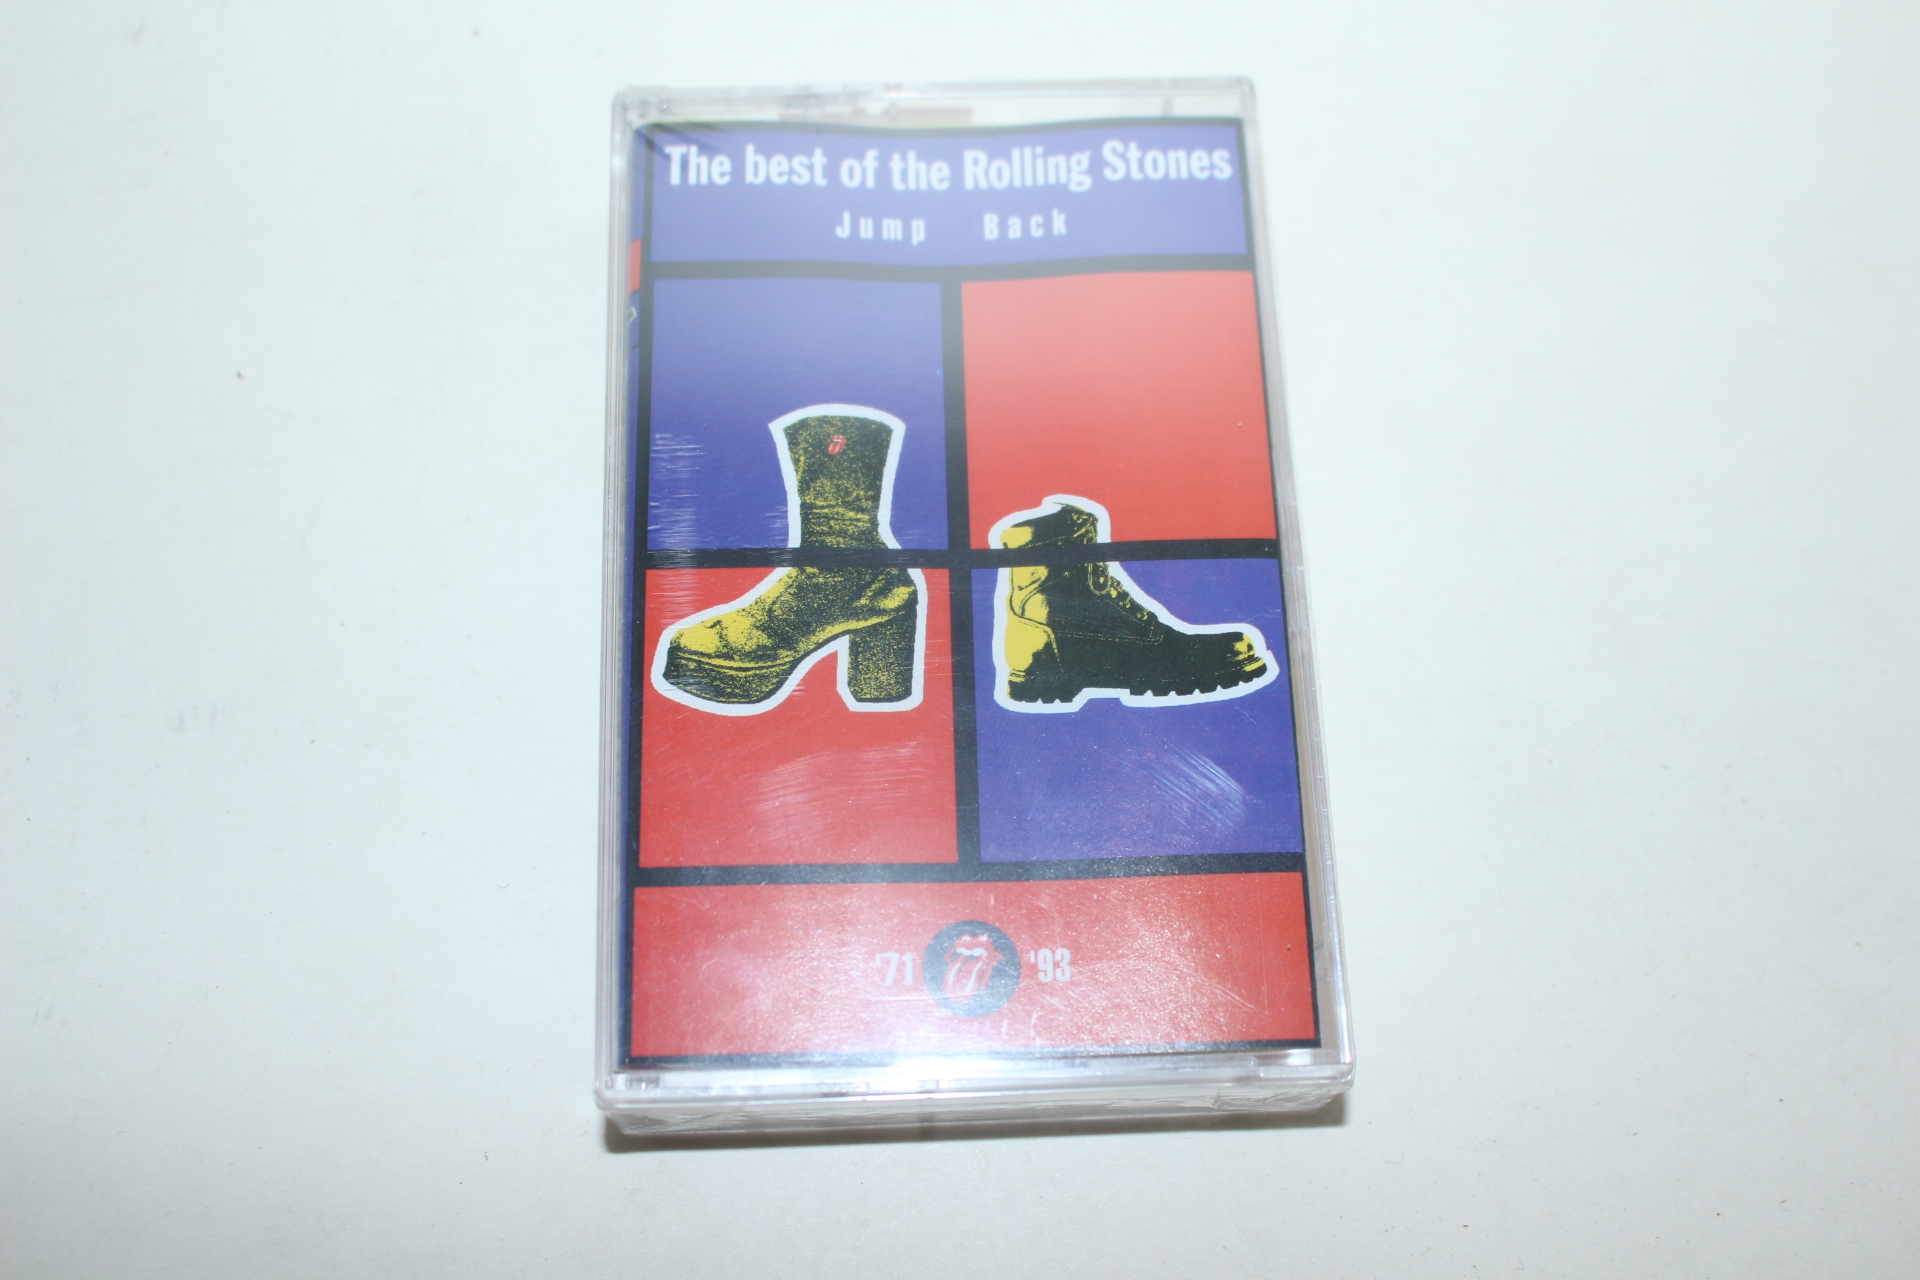 The best of the Rolling Stones
Jump Back
'71 '93